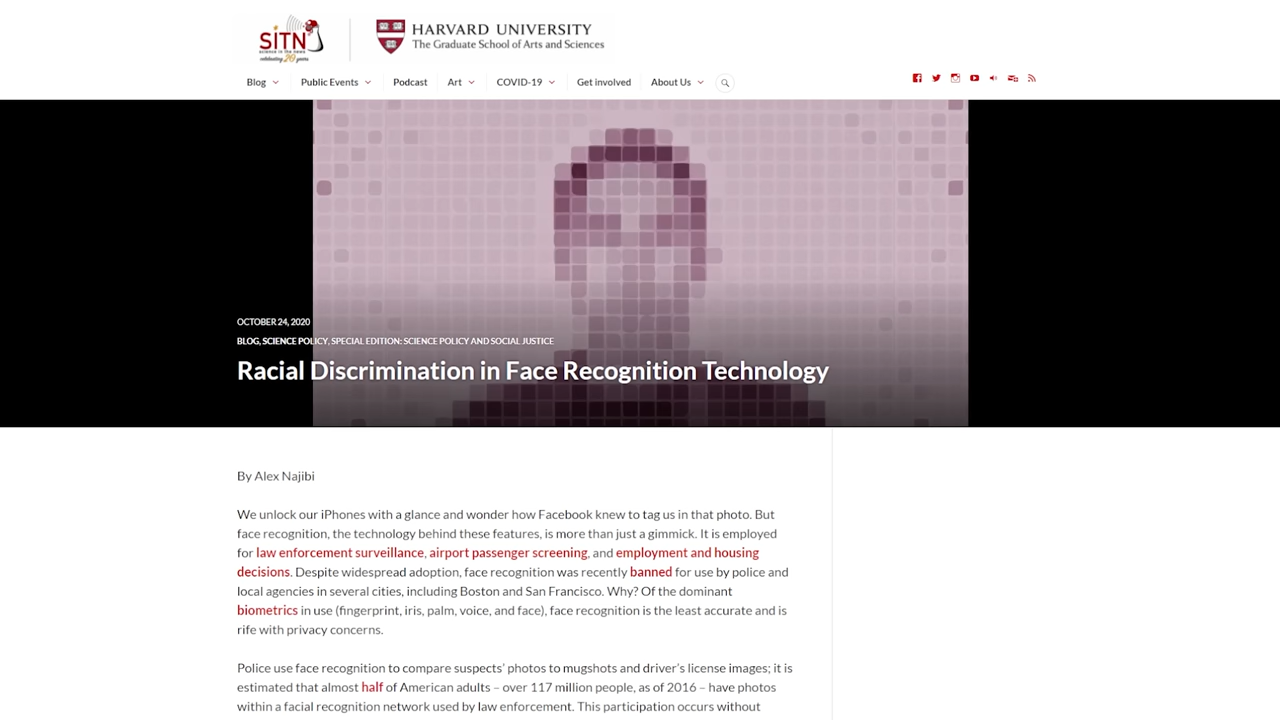 SiTN
science in the news
celebrating 20 years
HARVARD UNIVERSITY
The Graduate School of Arts and Sciences
Blog Public Events Podcast Art COVID-19 Get involved About Us
OCTOBER 24, 2020
BLOG, SCIENCE POLICY, SPECIAL EDITION: SCIENCE POLICY AND SOCIAL JUSTICE
Racial Discrimination in Face Recognition Technology
By Alex Najibi
We unlock our iPhones with a glance and wonder how Facebook knew to tag us in that photo. But
face recognition, the technology behind these features, is more than just a gimmick. It is employed
for law enforcement surveillance, airport passenger screening, and employment and housing
decisions. Despite widespread adoption, face recognition was recently banned for use by police and
local agencies in several cities, including Boston and San Francisco. Why? Of the dominant
biometrics in use (fingerprint, iris, palm, voice, and face), face recognition is the least accurate and is
rife with privacy concerns.
Police use face recognition to compare suspects’ photos to mugshots and driver’s license images; it is
estimated that almost half of American adults – over 117 million people, as of 2016 – have photos
within a facial recognition network used by law enforcement. This participation occurs without